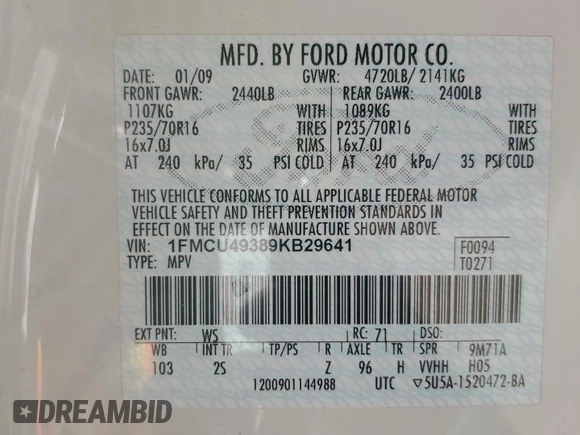 MFD. BY FORD MOTOR CO.
DATE: 01/09 GVWR: 4720LB/ 2141KG
FRONT GAWR: 2440LB REAR GAWR: 2400LB
1107KG WITH 1089KG WITH
P235/70R16 TIRES P235/70R16 TIRES
16x7.0J RIMS 16x7.0J RIMS
AT 240 kPa/ 35 PSI COLD AT 240 kPa/ 35 PSI COLD
THIS VEHICLE CONFORMS TO ALL APPLICABLE FEDERAL MOTOR
VEHICLE SAFETY AND THEFT PREVENTION STANDARDS IN
EFFECT ON THE DATE OF MANUFACTURE SHOWN ABOVE.
VIN: 1FMCU49389KB29641 F0094
TYPE: MPV T0271
EXT PNT: WS RC: 71 DSO:
WB INT TR TP/PS R AXLE TR SPR 9M71A
103 2S Z 96 H VVHH H05
1200901144988 UTC ▽5U5A-1520472-BA
DREAMBID